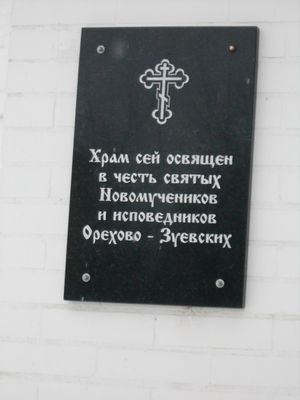 Храм сей освящен
в честь святых
Новомучеников
и исповедников
Орехово - Зуевских